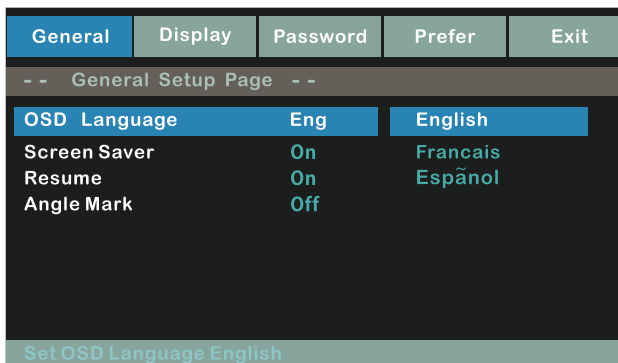 General Display Password Prefer Exit
-- General Setup Page --
OSD Language Eng English
Screen Saver On Francais
Resume On Espãnol
Angle Mark Off
Set OSD Language English